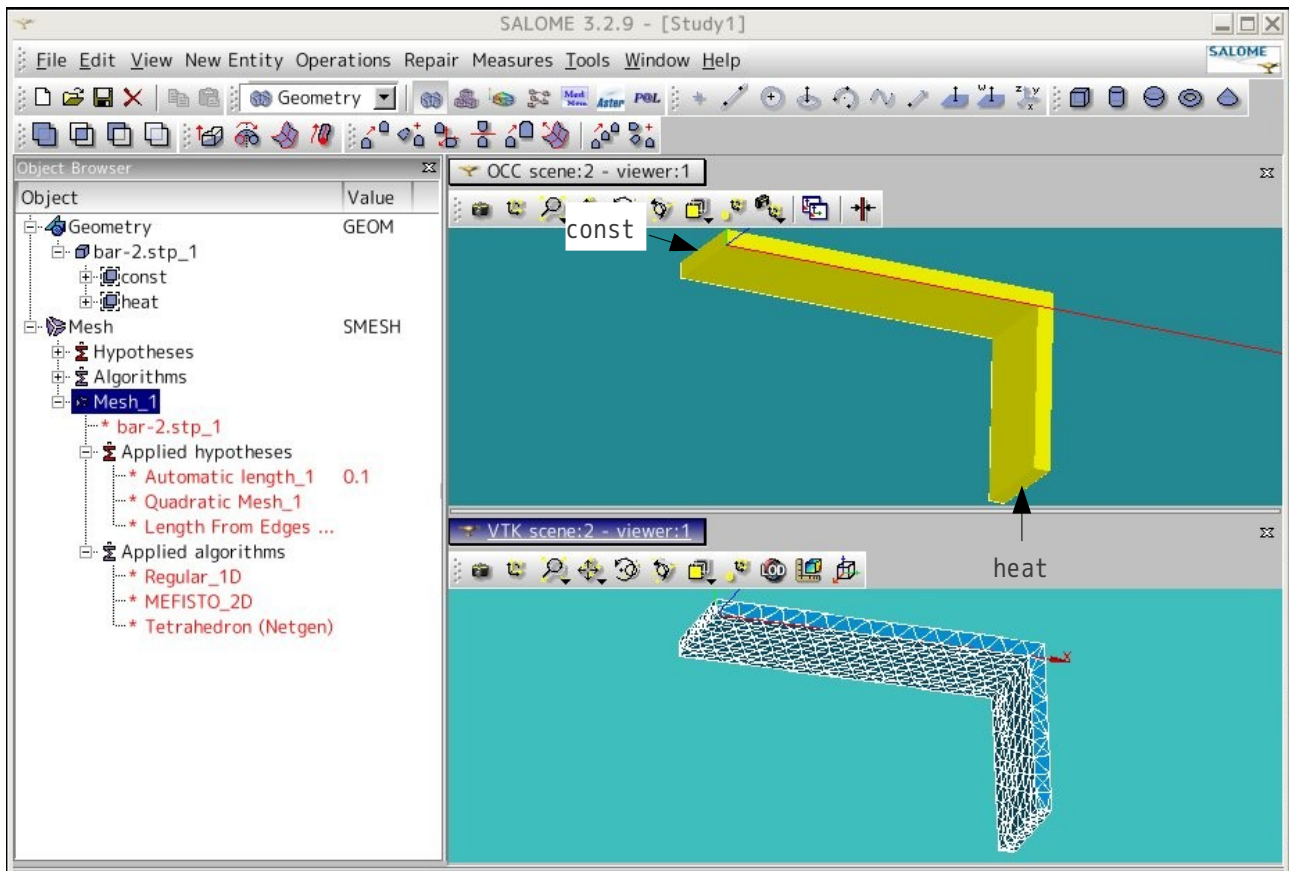 SALOME 3.2.9 - [Study1]
File Edit View New Entity Operations Repair Measures Tools Window Help
SALOME
Geometry
Aster
Object Browser
Object Value
Geometry GEOM
bar-2.stp_1
const
heat
Mesh SMESH
Hypotheses
Algorithms
Mesh_1
* bar-2.stp_1
Applied hypotheses
* Automatic length_1 0.1
* Quadratic Mesh_1
* Length From Edges ...
Applied algorithms
* Regular_1D
* MEFISTO_2D
* Tetrahedron (Netgen)
OCC scene:2 - viewer:1
const
VTK scene:2 - viewer:1
LOD
heat
X